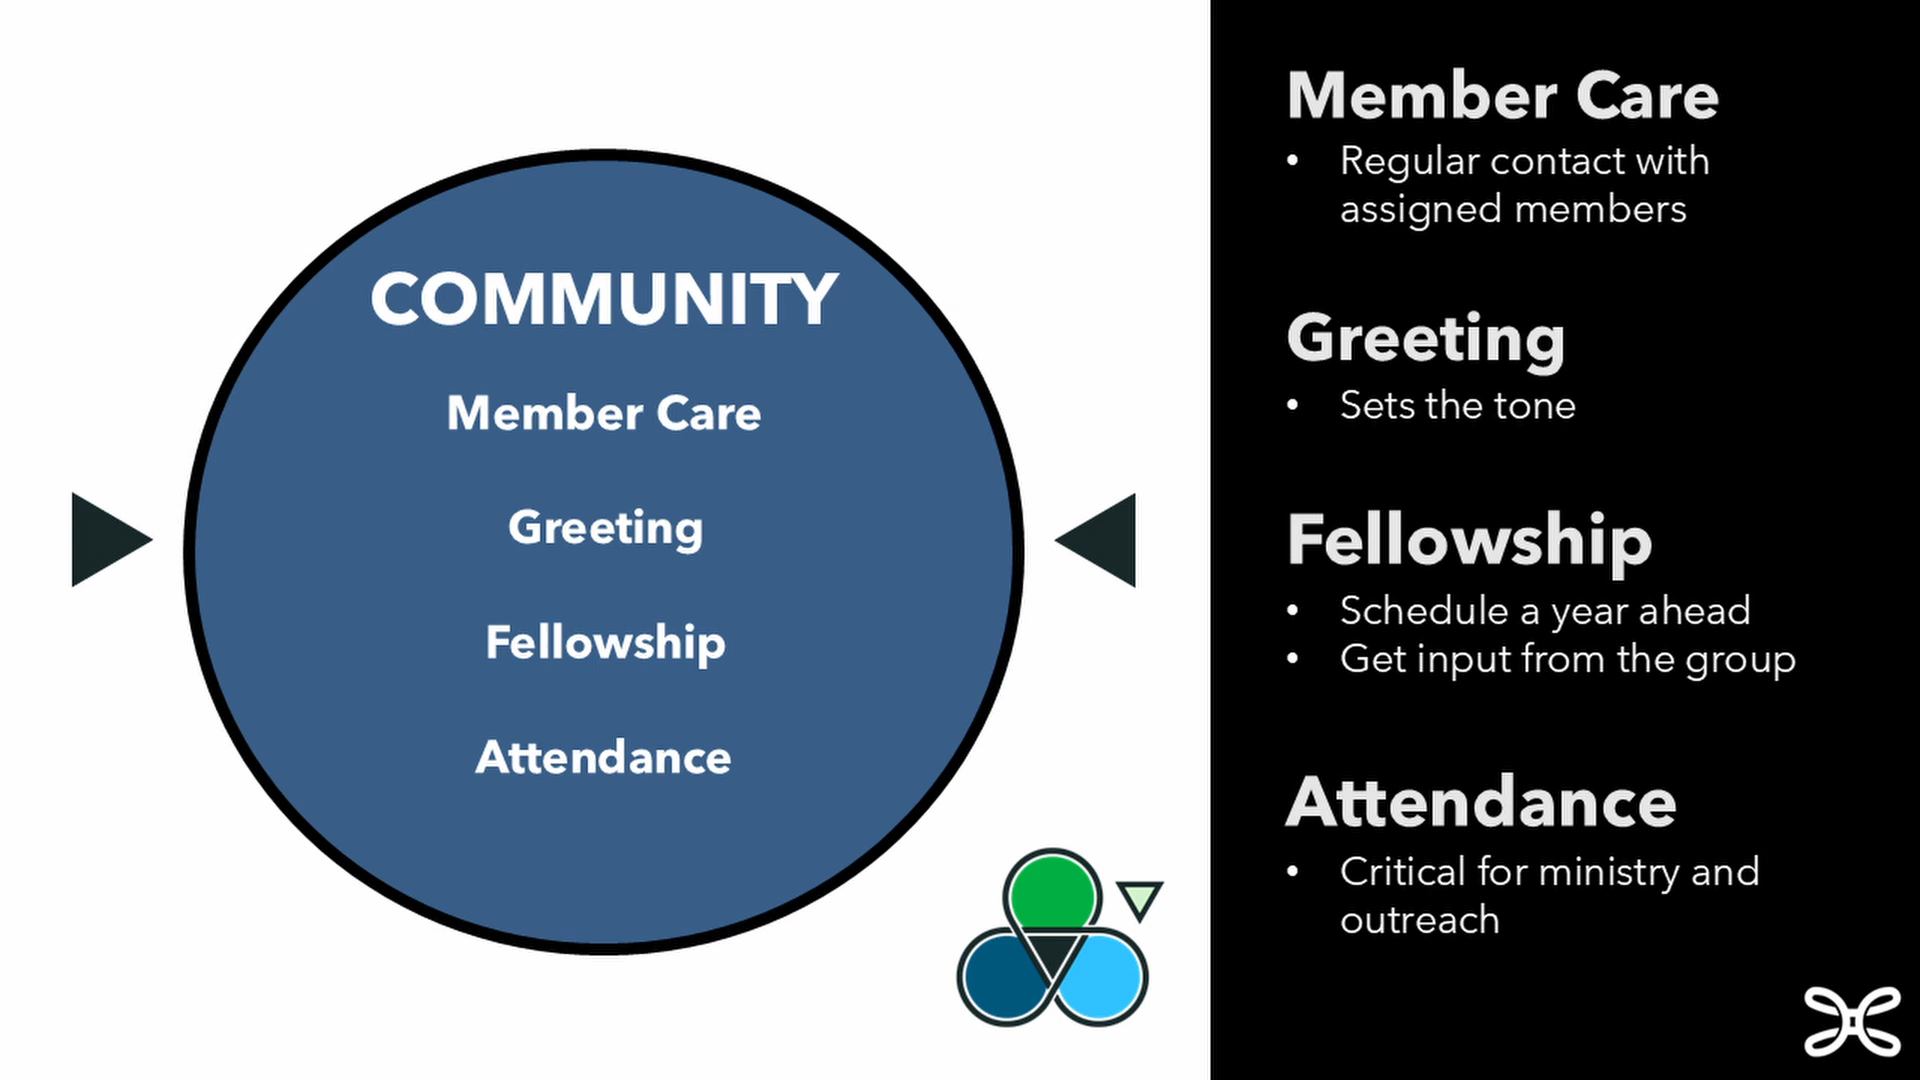 COMMUNITY
Member Care
Greeting
Fellowship
Attendance
Member Care
• Regular contact with
assigned members
Greeting
• Sets the tone
Fellowship
• Schedule a year ahead
• Get input from the group
Attendance
• Critical for ministry and
outreach